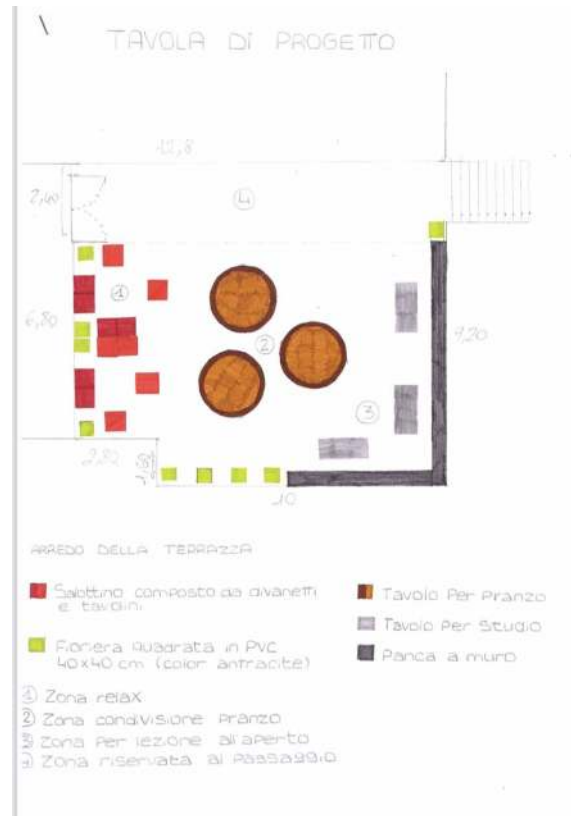 TAVOLA DI PROGETTO
12,8
2,40
4
1
6,80
2
9,20
3
2,80
10
ARREDO DELLA TERRAZZA
Salottino composto da divanetti
e tavolini
Fioriera quadrata in PVC
40x40 cm (color antracite)
Tavolo Per Pranzo
Tavolo Per Studio
Panca a muro
1 Zona relax
2 Zona condivisione pranzo
3 Zona per lezione all'aperto
4 Zona riservata al passaggio